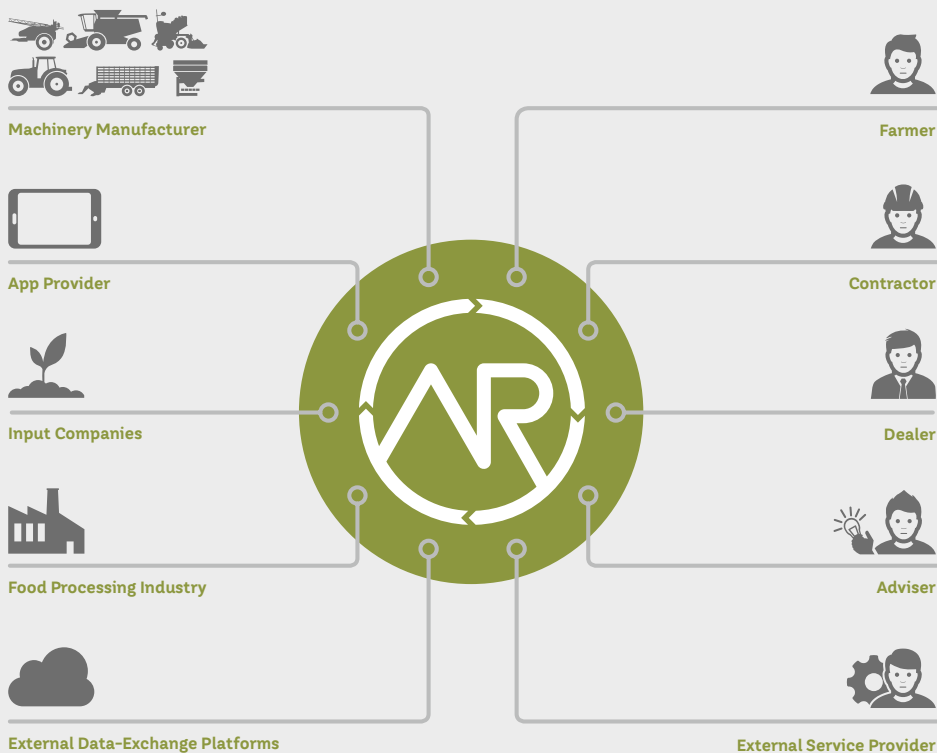 Machinery Manufacturer
Farmer
App Provider
Contractor
AR
Input Companies
Dealer
Food Processing Industry
Adviser
External Data-Exchange Platforms
External Service Provider